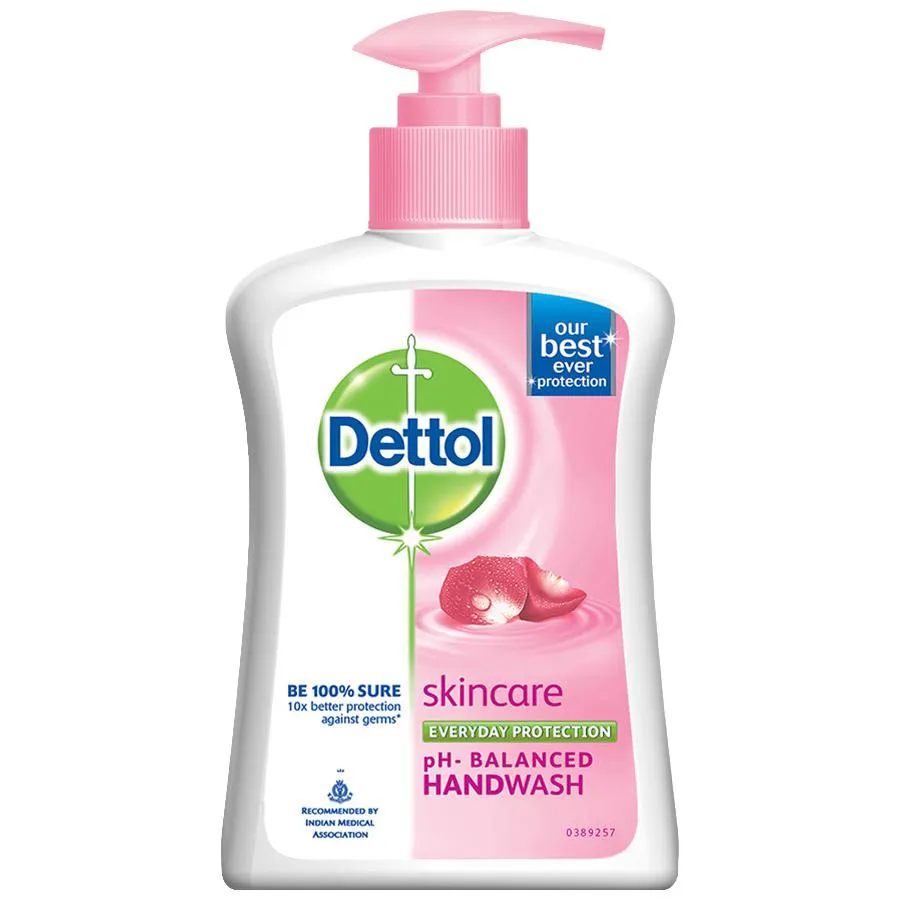 our
best
ever
protection
Dettol
BE 100% SURE
10x better protection
against germs*
skincare
EVERYDAY PROTECTION
pH- BALANCED
HANDWASH
RECOMMENDED BY
INDIAN MEDICAL
ASSOCIATION
0389257